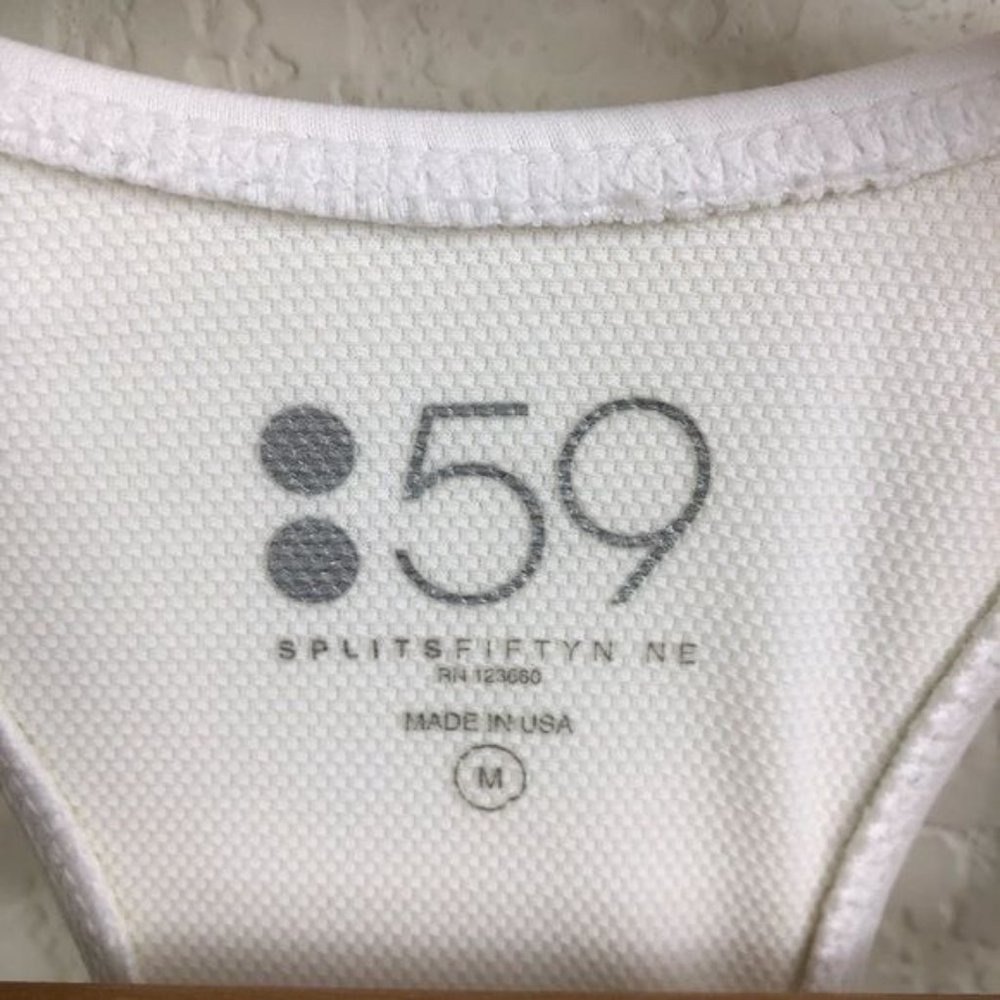 :59
SPLITSFIFTYN NE
RN 123660
MADE IN USA
M